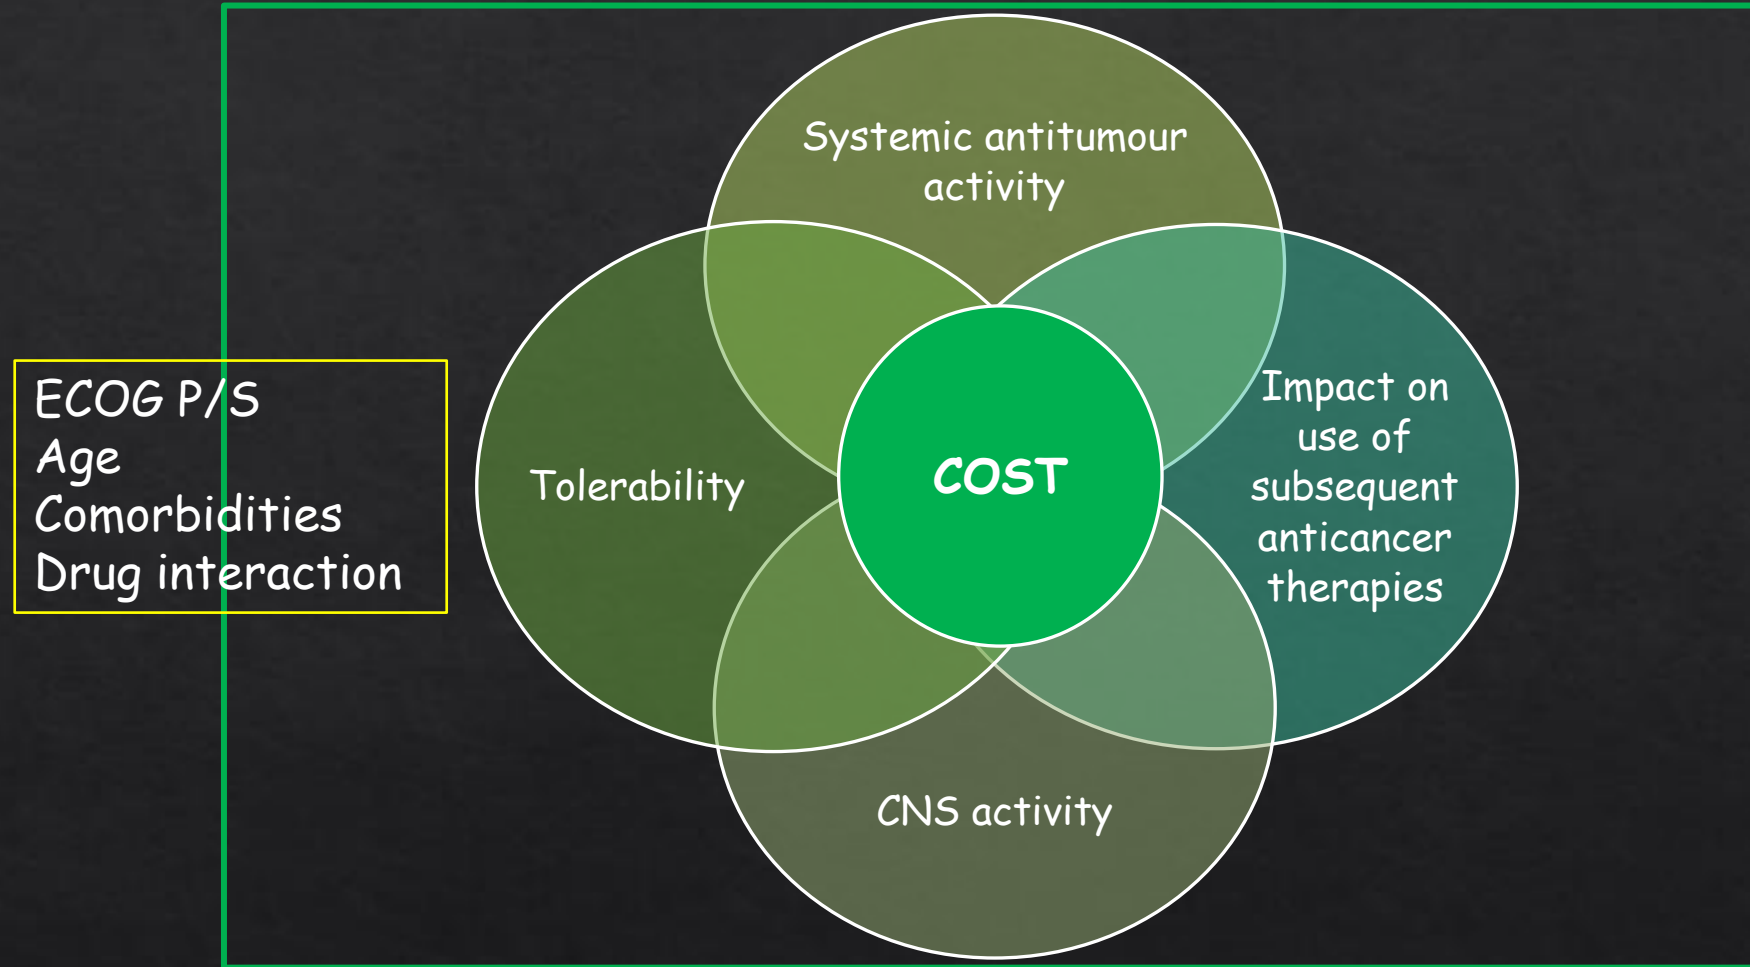 Systemic antitumour
activity
ECOG P/S
Age
Comorbidities
Drug interaction
Tolerability
COST
Impact on
use of
subsequent
anticancer
therapies
CNS activity